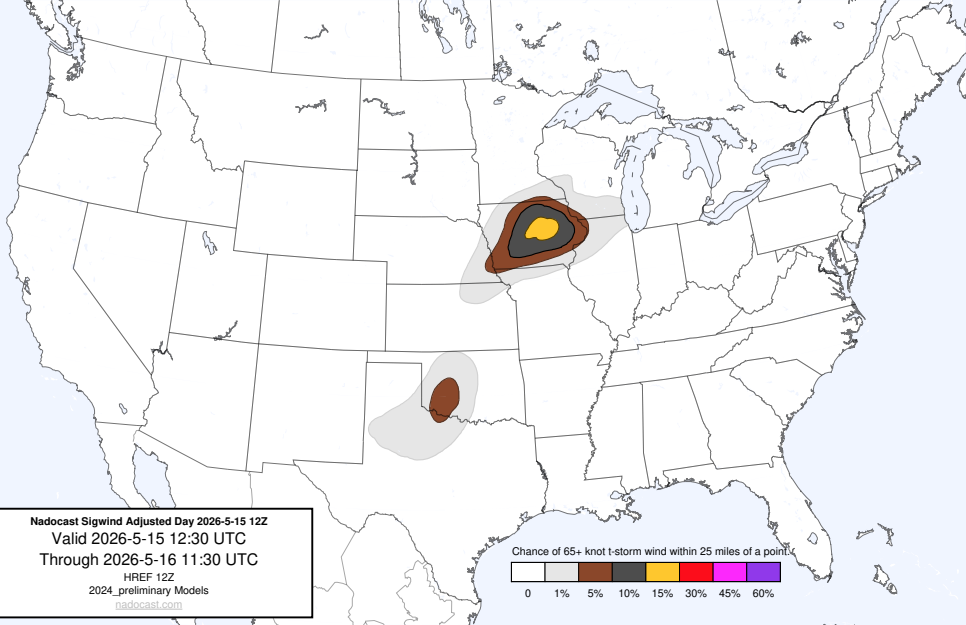 Nadocast Sigwind Adjusted Day 2026-5-15 12Z
Valid 2026-5-15 12:30 UTC
Through 2026-5-16 11:30 UTC
HREF 12Z
2024_preliminary Models
nadocast.com
Chance of 65+ knot t-storm wind within 25 miles of a point.
0 1% 5% 10% 15% 30% 45% 60%